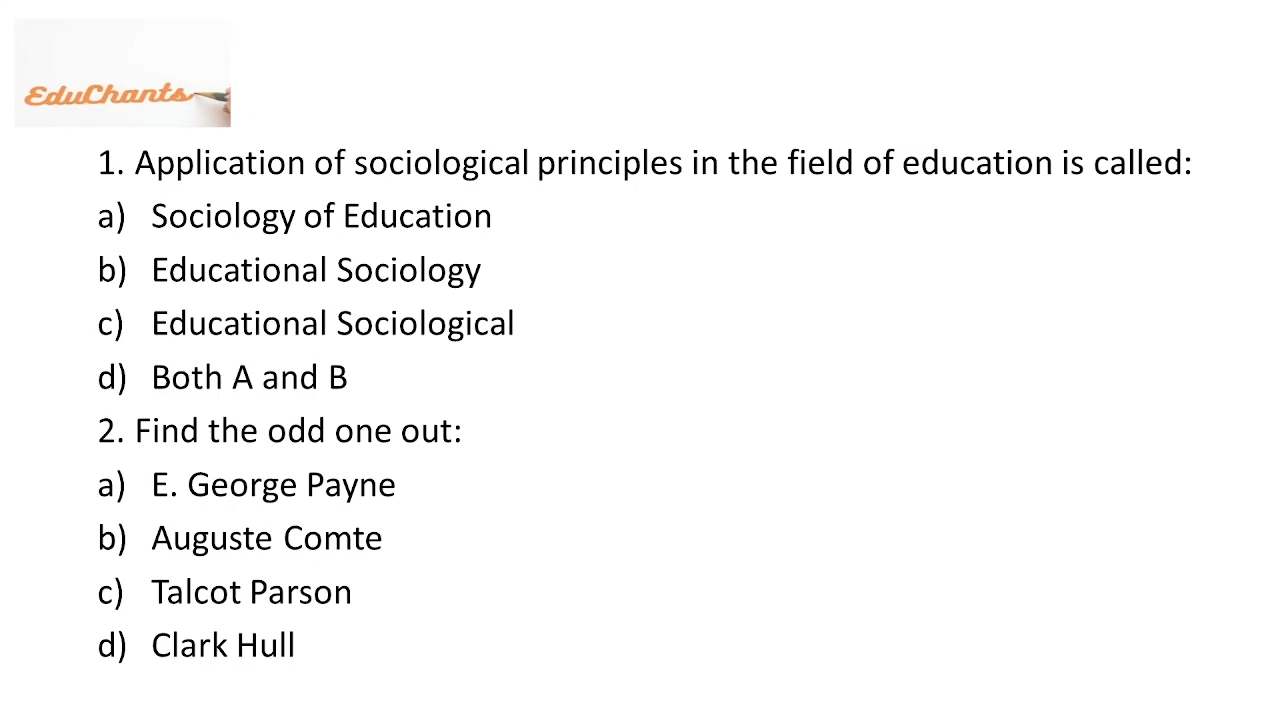 EduChants
1. Application of sociological principles in the field of education is called:
a) Sociology of Education
b) Educational Sociology
c) Educational Sociological
d) Both A and B
2. Find the odd one out:
a) E. George Payne
b) Auguste Comte
c) Talcot Parson
d) Clark Hull